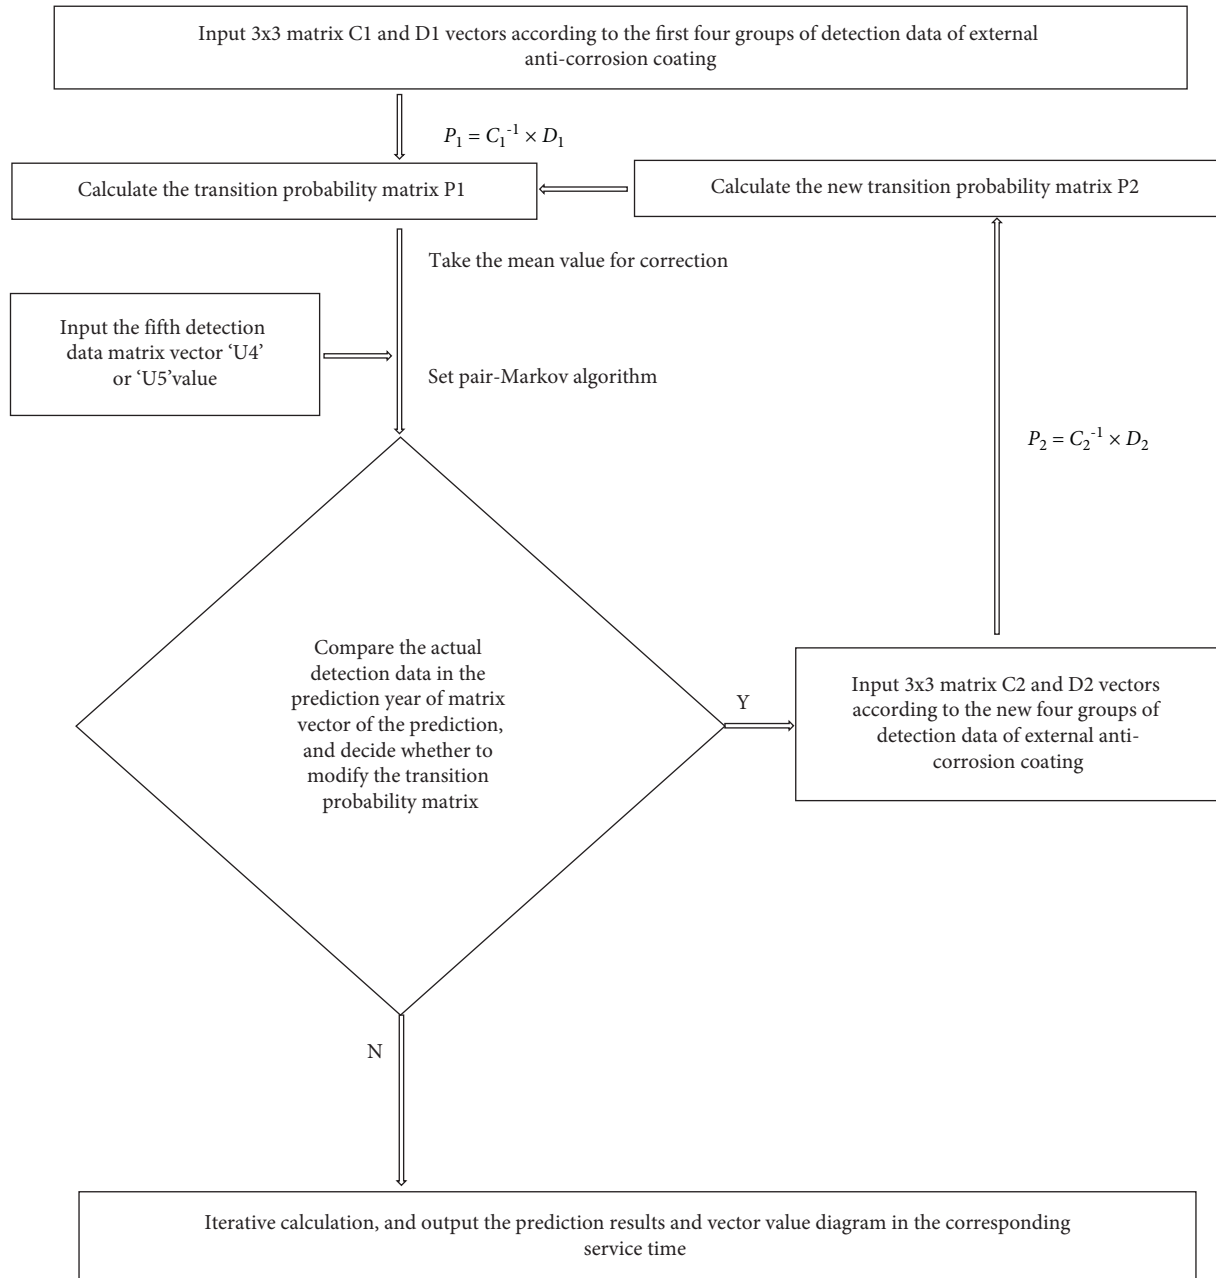 Input 3x3 matrix C1 and D1 vectors according to the first four groups of detection data of external
anti-corrosion coating
P₁ = C₁⁻¹ × D₁
Calculate the transition probability matrix P1
Calculate the new transition probability matrix P2
Take the mean value for correction
Input the fifth detection
data matrix vector ‘U4’
or ‘U5’value
Set pair-Markov algorithm
P₂ = C₂⁻¹ × D₂
Compare the actual
detection data in the
prediction year of matrix
vector of the prediction,
and decide whether to
modify the transition
probability matrix
Y
Input 3x3 matrix C2 and D2 vectors
according to the new four groups of
detection data of external anti-
corrosion coating
N
Iterative calculation, and output the prediction results and vector value diagram in the corresponding
service time